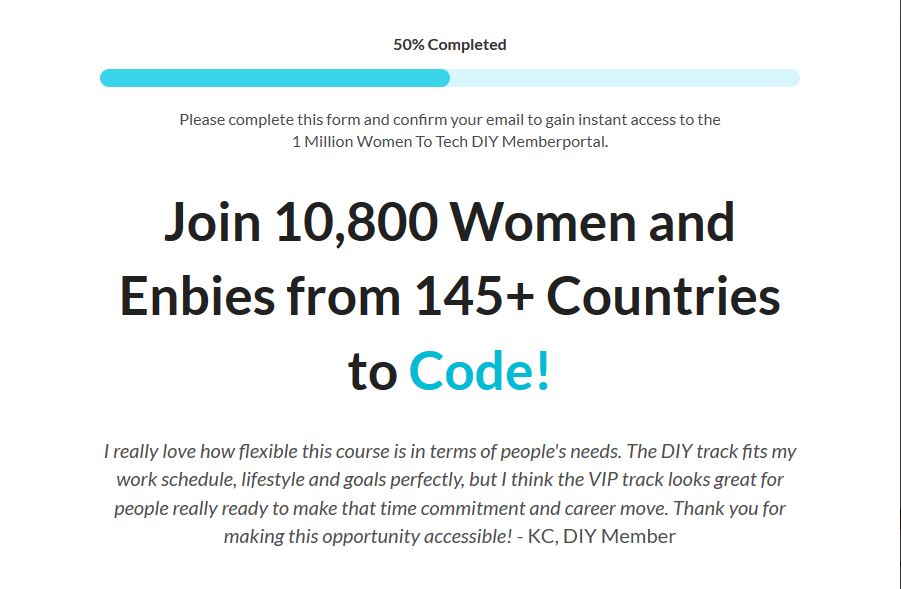 50% Completed
Please complete this form and confirm your email to gain instant access to the
1 Million Women To Tech DIY Memberportal.
Join 10,800 Women and
Enbies from 145+ Countries
to Code!
I really love how flexible this course is in terms of people's needs. The DIY track fits my
work schedule, lifestyle and goals perfectly, but I think the VIP track looks great for
people really ready to make that time commitment and career move. Thank you for
making this opportunity accessible! - KC, DIY Member